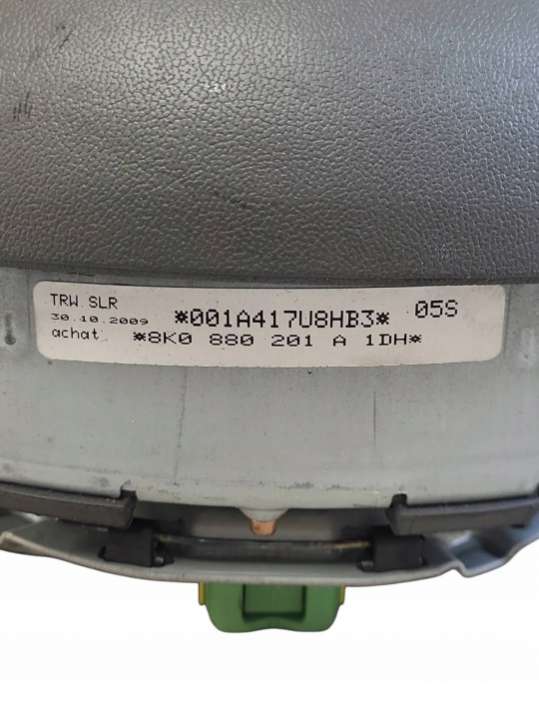 TRW SLR
30.10.2009 *001A417U8HB3* 05S
achat *8K0 880 201 A 1DH*